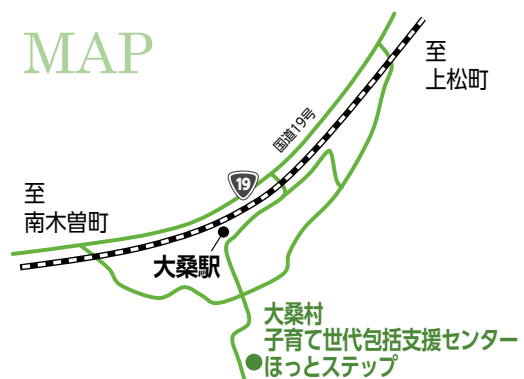 MAP
至
上松町
国道19号
19
至
南木曽町
大桑駅
大桑村
子育て世代包括支援センター
ほっとステップ